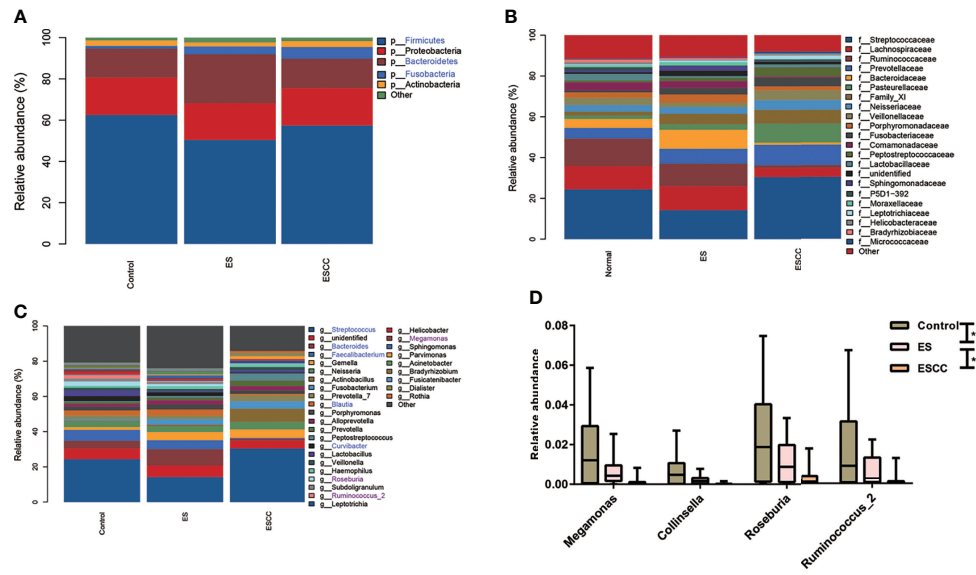 A
Relative abundance (%)
100
80
60
40
20
0
Control
ES
ESCC
p__Firmicutes
p__Proteobacteria
p__Bacteroidetes
p__Fusobacteria
p__Actinobacteria
Other
B
Relative abundance (%)
100
80
60
40
20
0
Normal
ES
ESCC
f__Streptococcaceae
f__Lachnospiraceae
f__Ruminococcaceae
f__Prevotellaceae
f__Bacteroidaceae
f__Pasteurellaceae
f__Family_XI
f__Neisseriaceae
f__Veillonellaceae
f__Porphyromonadaceae
f__Fusobacteriaceae
f__Comamonadaceae
f__Peptostreptococcaceae
f__Lactobacillaceae
f__unidentified
f__Sphingomonadaceae
f__P5D1-392
f__Moraxellaceae
f__Leptotrichiaceae
f__Helicobacteraceae
f__Bradyrhizobiaceae
f__Micrococcaceae
Other
C
Relative abundance (%)
100
80
60
40
20
0
Control
ES
ESCC
g__Streptococcus
unidentified
g__Bacteroides
g__Faecalibacterium
g__Gemella
g__Neisseria
g__Actinobacillus
g__Fusobacterium
g__Prevotella_7
g__Blautia
g__Porphyromonas
g__Alloprevotella
g__Prevotella
g__Peptostreptococcus
g__Curvibacter
g__Lactobacillus
g__Veillonella
g__Haemophilus
g__Roseburia
g__Subdoligranulum
g__Ruminococcus_2
g__Leptotrichia
g__Helicobacter
g__Megamonas
g__Sphingomonas
g__Parvimonas
g__Acinetobacter
g__Bradyrhizobium
g__Fusicatenibacter
g__Dialister
g__Rothia
Other
D
Relative abundance
0.08
0.06
0.04
0.02
0.00
Megamonas
Collinsella
Roseburia
Ruminococcus_2
Control
ES
ESCC
*
*